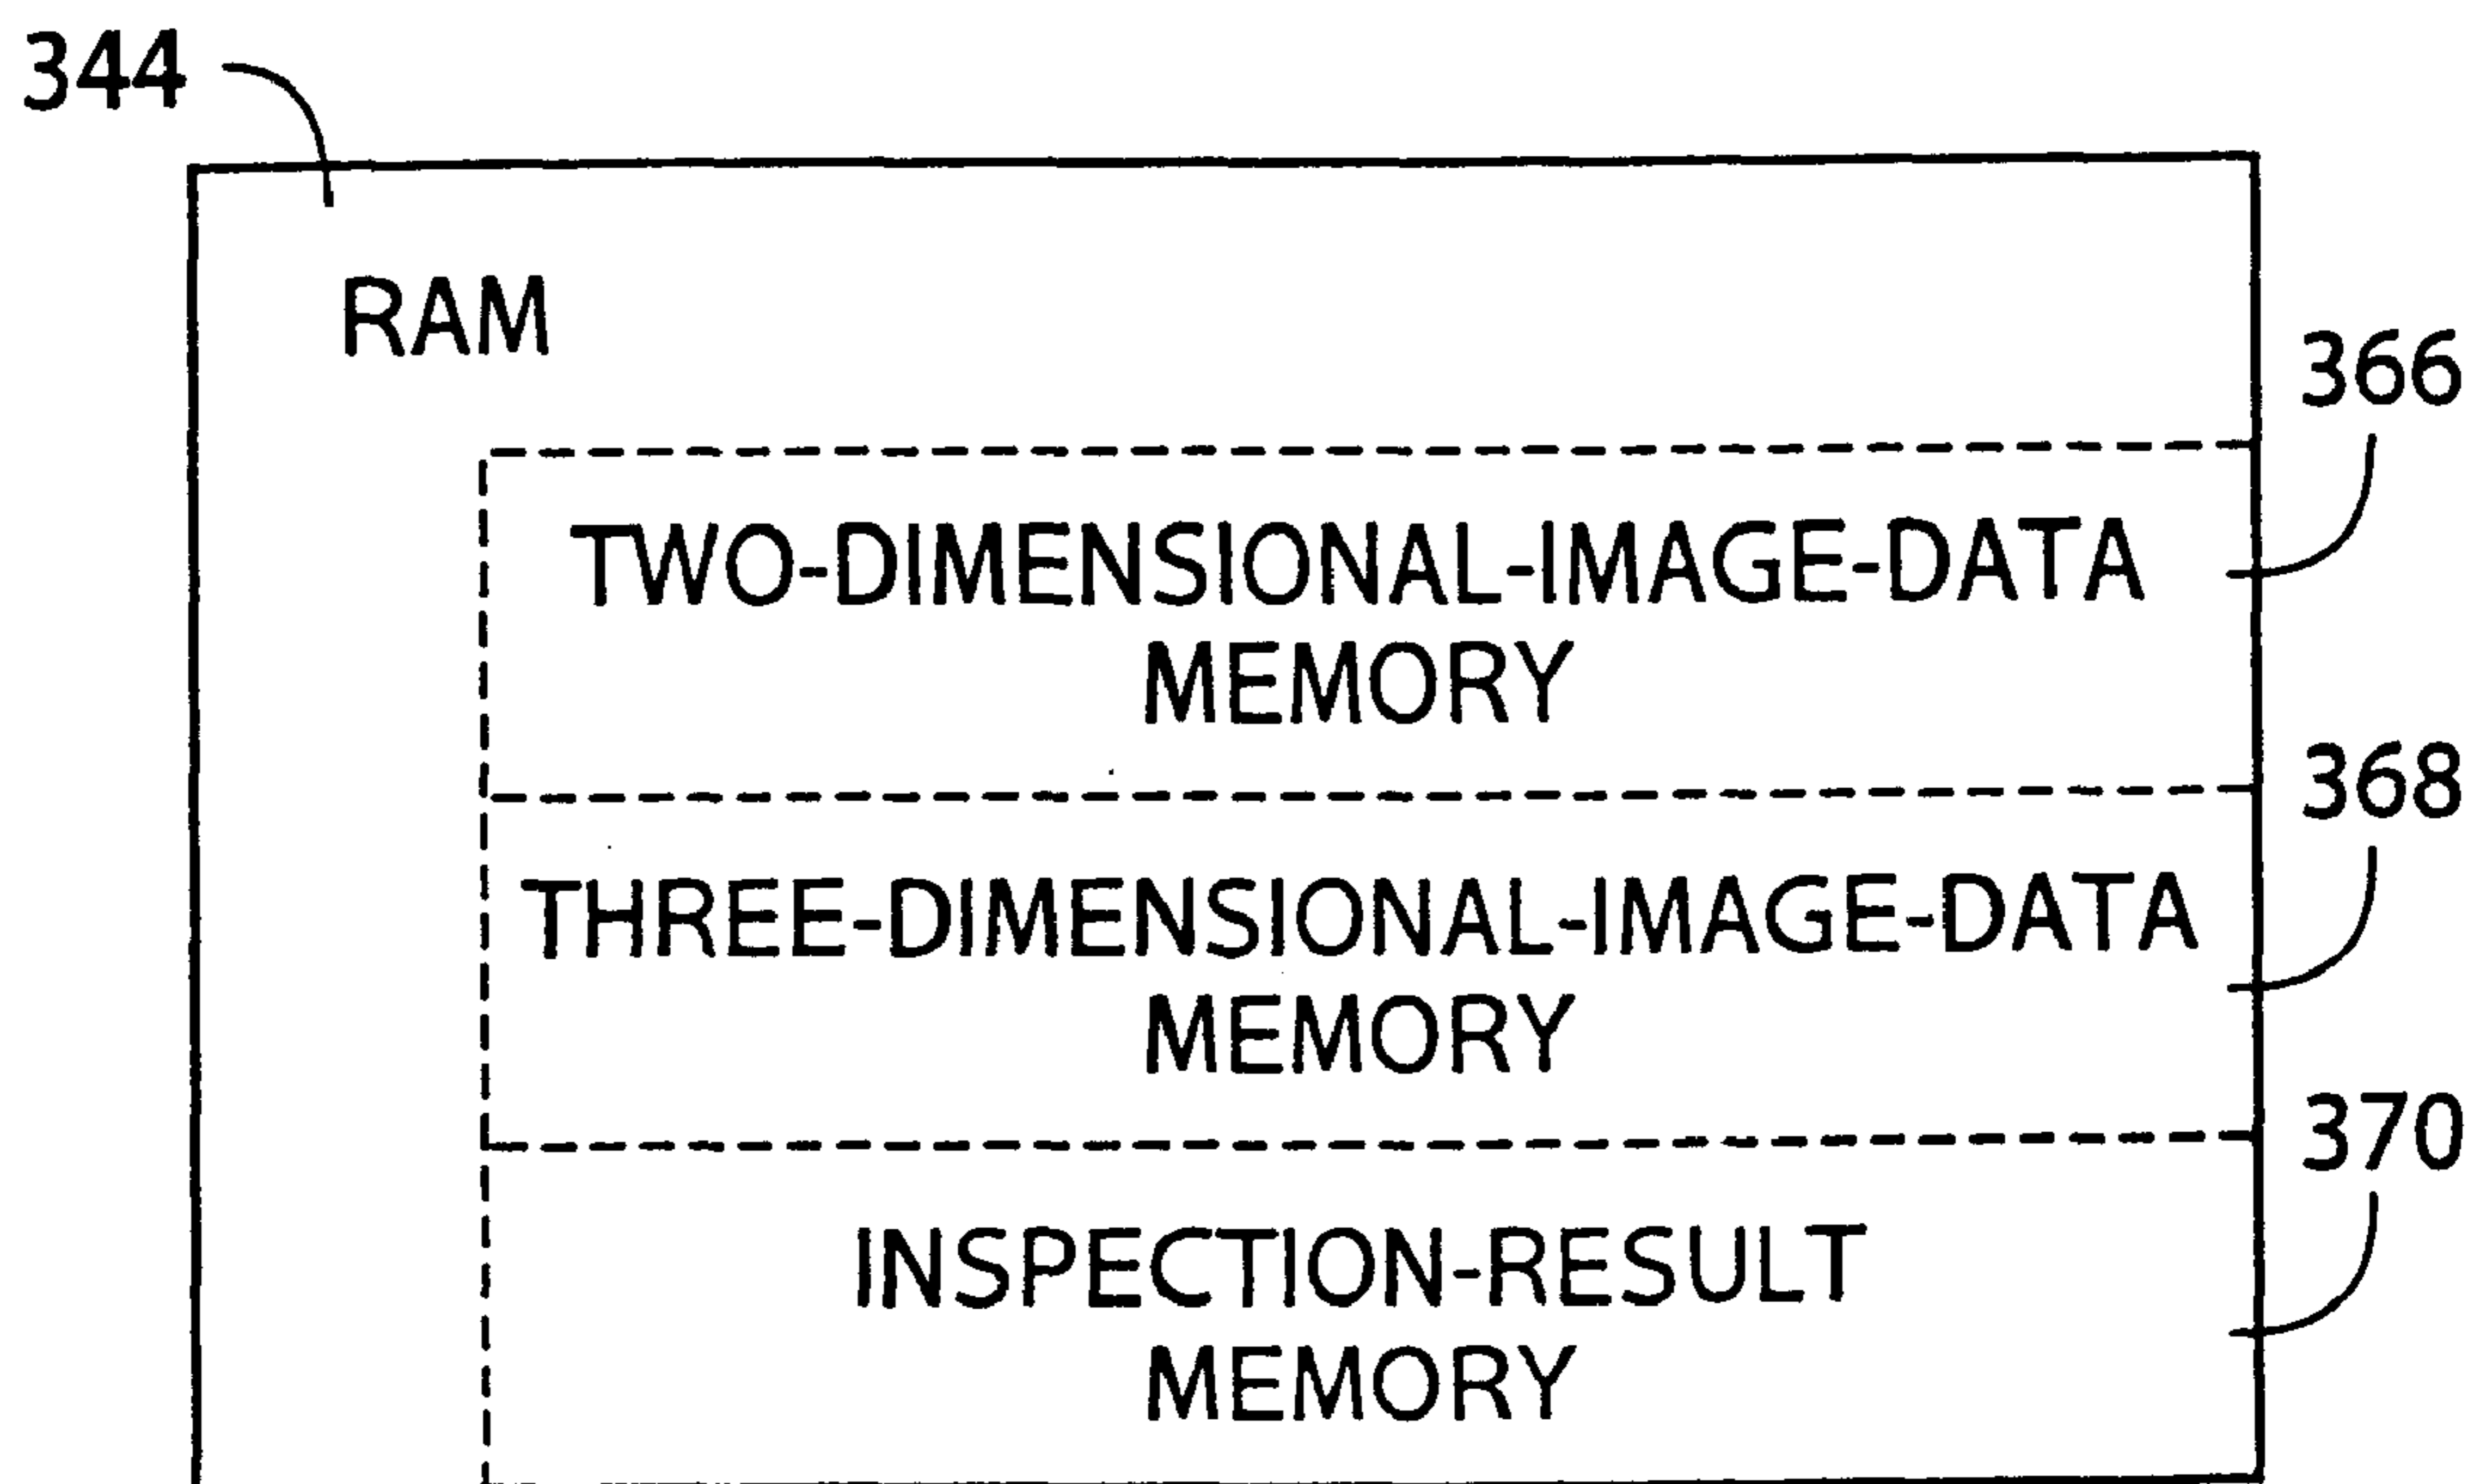 344
RAM
366
TWO-DIMENSIONAL-IMAGE-DATA
MEMORY
368
THREE-DIMENSIONAL-IMAGE-DATA
MEMORY
370
INSPECTION-RESULT
MEMORY